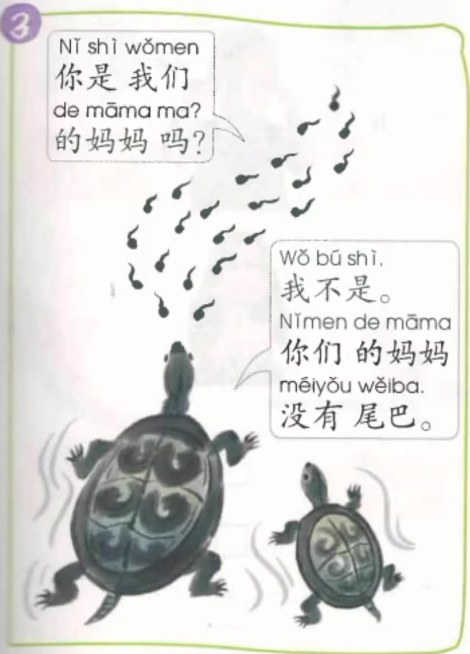 3
Nǐ shì wǒmen
你是 我们
de māma ma?
的妈妈 吗?
Wǒ bú shì.
我不是。
Nǐmen de māma
你们 的妈妈
méiyǒu wěiba.
没有 尾巴。